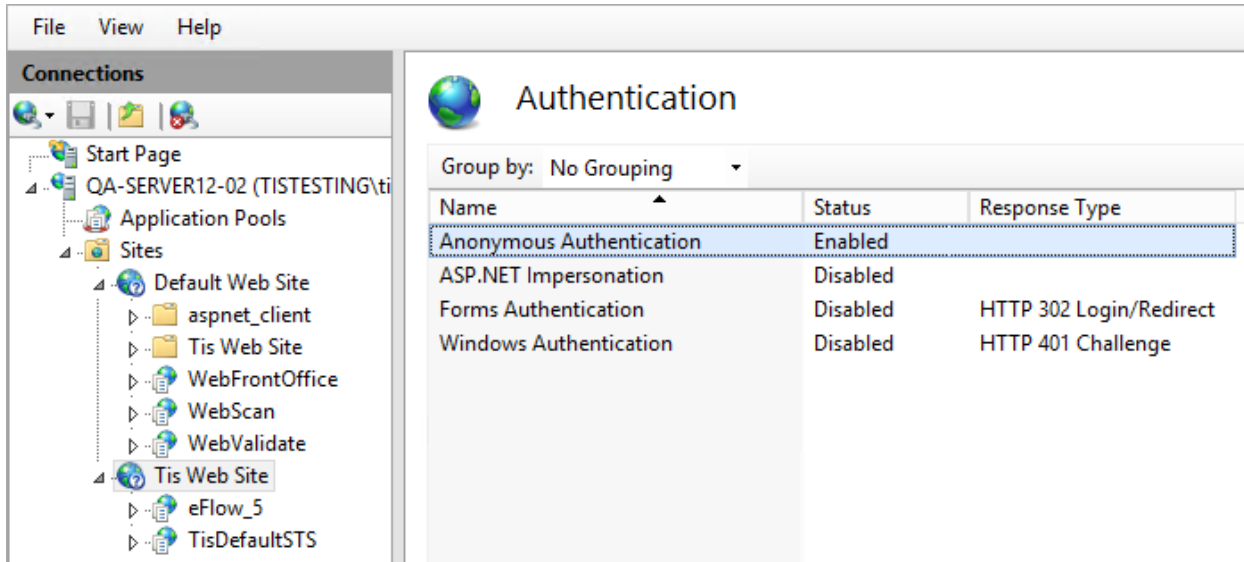 File View Help
Connections
Start Page
QA-SERVER12-02 (TISTESTING\ti
Application Pools
Sites
Default Web Site
aspnet_client
Tis Web Site
WebFrontOffice
WebScan
WebValidate
Tis Web Site
eFlow_5
TisDefaultSTS
Authentication
Group by: No Grouping
Name Status Response Type
Anonymous Authentication Enabled
ASP.NET Impersonation Disabled
Forms Authentication Disabled HTTP 302 Login/Redirect
Windows Authentication Disabled HTTP 401 Challenge